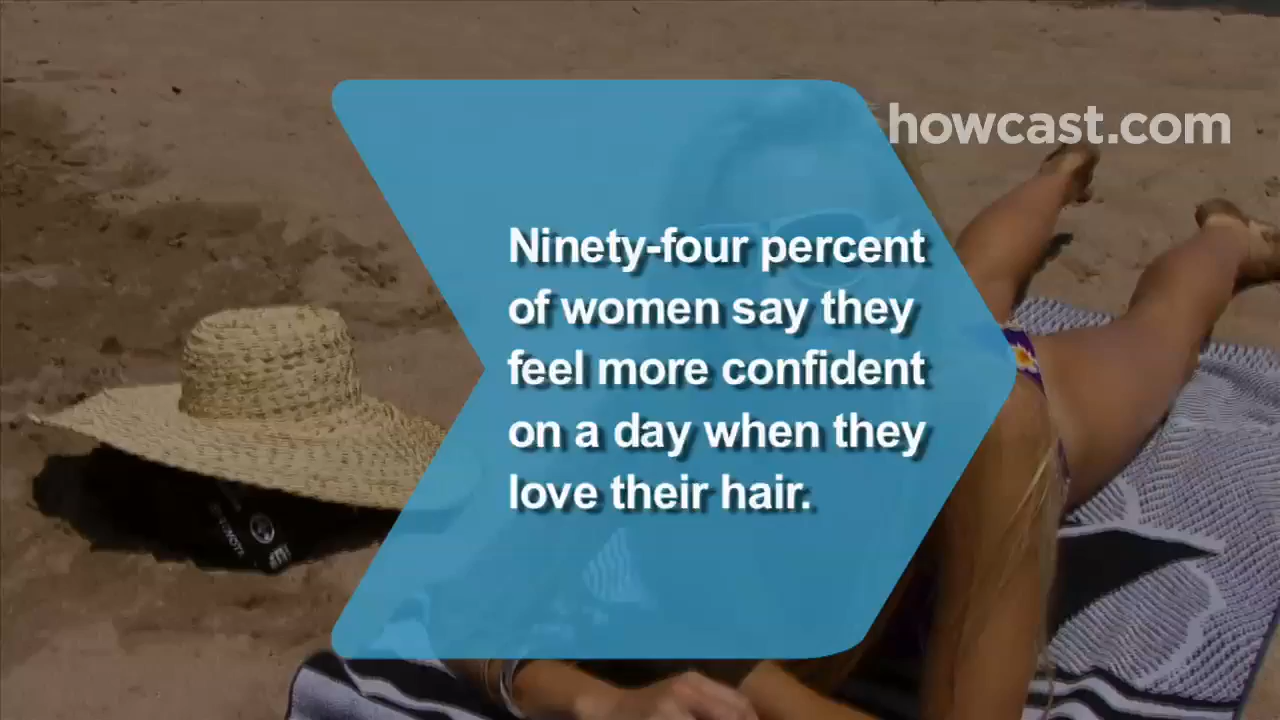 howcast.com
Ninety-four percent
of women say they
feel more confident
on a day when they
love their hair.